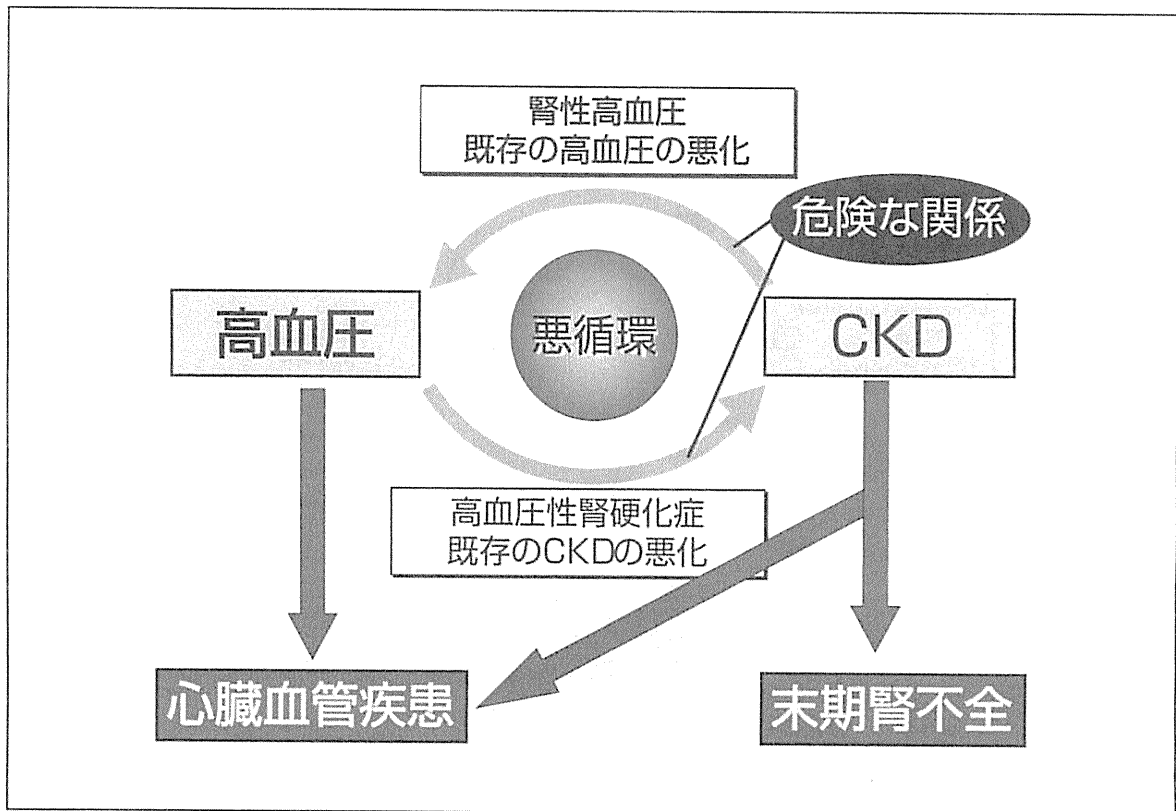 腎性高血圧
既存の高血圧の悪化
危険な関係
高血圧
悪循環
CKD
高血圧性腎硬化症
既存のCKDの悪化
心臓血管疾患
末期腎不全